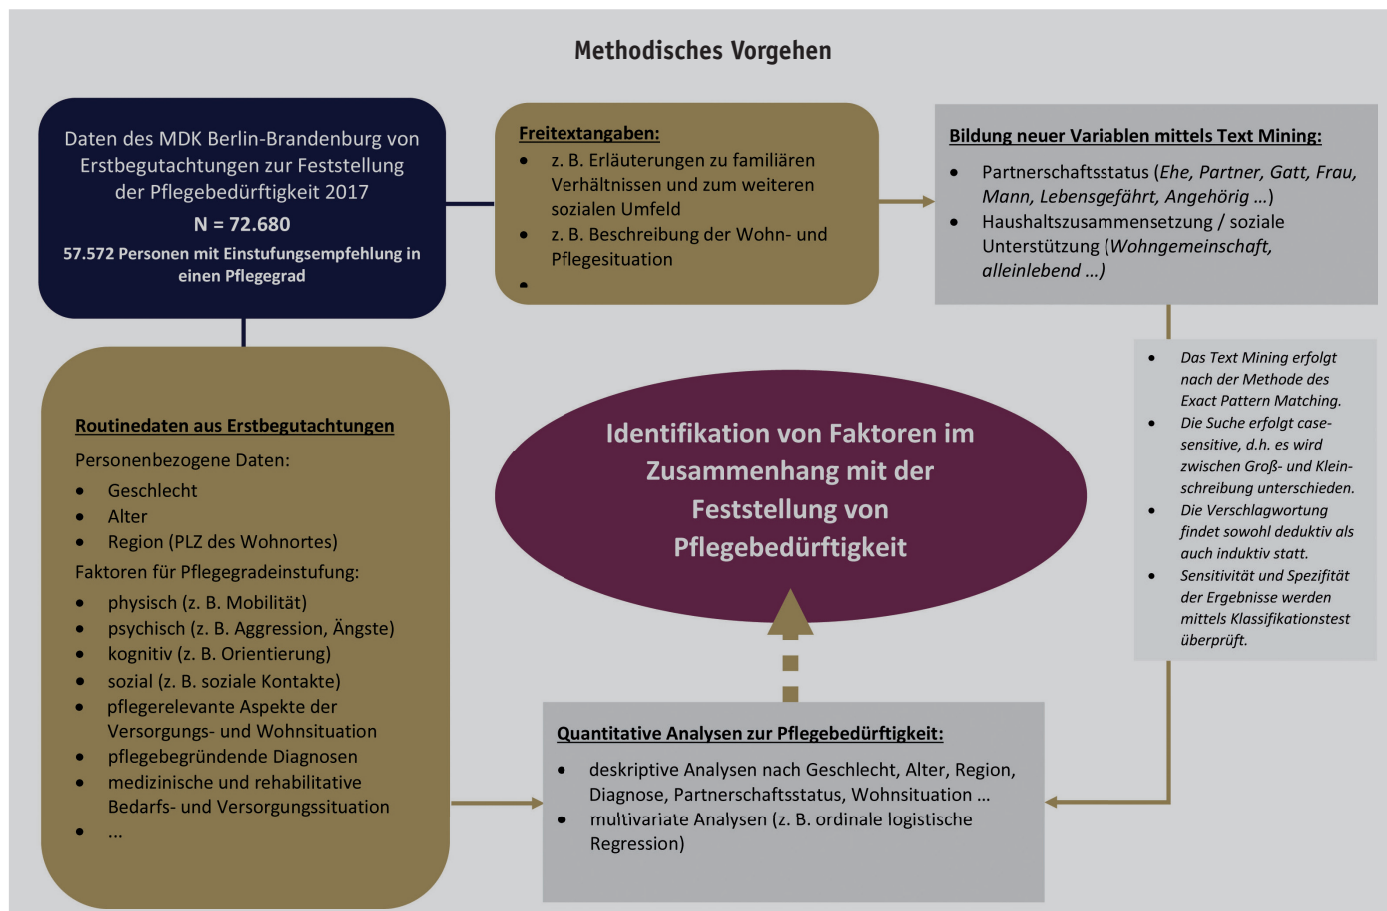 Methodisches Vorgehen
Daten des MDK Berlin-Brandenburg von
Erstbegutachtungen zur Feststellung
der Pflegebedürftigkeit 2017
N = 72.680
57.572 Personen mit Einstufungsempfehlung in
einen Pflegegrad
Freitextangaben:
• z. B. Erläuterungen zu familiären
Verhältnissen und zum weiteren
sozialen Umfeld
• z. B. Beschreibung der Wohn- und
Pflegesituation
•
Bildung neuer Variablen mittels Text Mining:
• Partnerschaftsstatus (Ehe, Partner, Gatt, Frau,
Mann, Lebensgefährt, Angehörig ...)
• Haushaltszusammensetzung / soziale
Unterstützung (Wohngemeinschaft,
alleinlebend ...)
• Das Text Mining erfolgt
nach der Methode des
Exact Pattern Matching.
• Die Suche erfolgt case-
sensitive, d.h. es wird
zwischen Groß- und Klein-
schreibung unterschieden.
• Die Verschlagwortung
findet sowohl deduktiv als
auch induktiv statt.
• Sensitivität und Spezifität
der Ergebnisse werden
mittels Klassifikationstest
überprüft.
Routinedaten aus Erstbegutachtungen
Personenbezogene Daten:
• Geschlecht
• Alter
• Region (PLZ des Wohnortes)
Faktoren für Pflegegradeinstufung:
• physisch (z. B. Mobilität)
• psychisch (z. B. Aggression, Ängste)
• kognitiv (z. B. Orientierung)
• sozial (z. B. soziale Kontakte)
• pflegerelevante Aspekte der
Versorgungs- und Wohnsituation
• pflegebegründende Diagnosen
• medizinische und rehabilitative
Bedarfs- und Versorgungssituation
• ...
Identifikation von Faktoren im
Zusammenhang mit der
Feststellung von
Pflegebedürftigkeit
Quantitative Analysen zur Pflegebedürftigkeit:
• deskriptive Analysen nach Geschlecht, Alter, Region,
Diagnose, Partnerschaftsstatus, Wohnsituation ...
• multivariate Analysen (z. B. ordinale logistische
Regression)